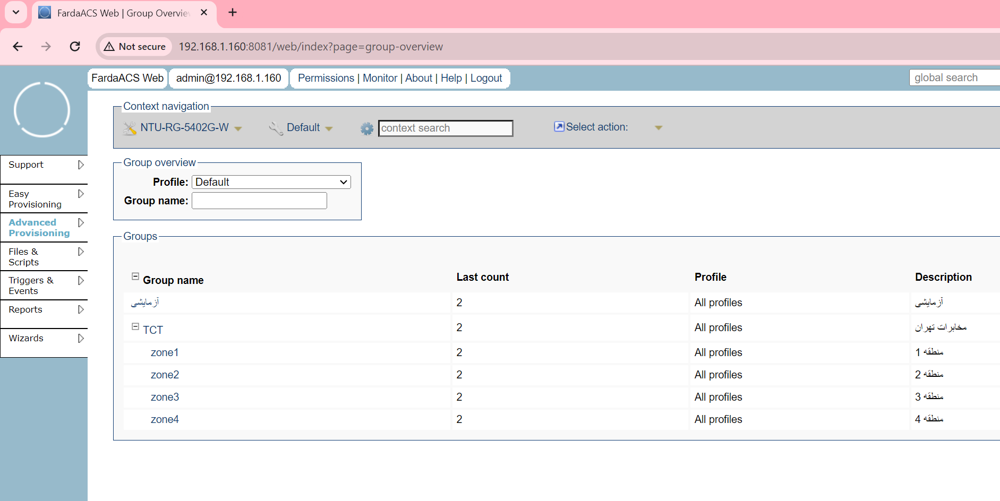 FardaACS Web | Group Overview
Not secure 192.168.1.160:8081/web/index?page=group-overview
FardaACS Web admin@192.168.1.160 Permissions | Monitor | About | Help | Logout global search
Context navigation
NTU-RG-5402G-W Default context search Select action:
Group overview
Profile: Default
Group name:
Support
Easy
Provisioning
Advanced
Provisioning
Files &
Scripts
Triggers &
Events
Reports
Wizards
Groups
Group name Last count Profile Description
آزمایشی 2 All profiles آزمایشی
TCT 2 All profiles مخابرات تهران
zone1 2 All profiles منطقه 1
zone2 2 All profiles منطقه 2
zone3 2 All profiles منطقه 3
zone4 2 All profiles منطقه 4